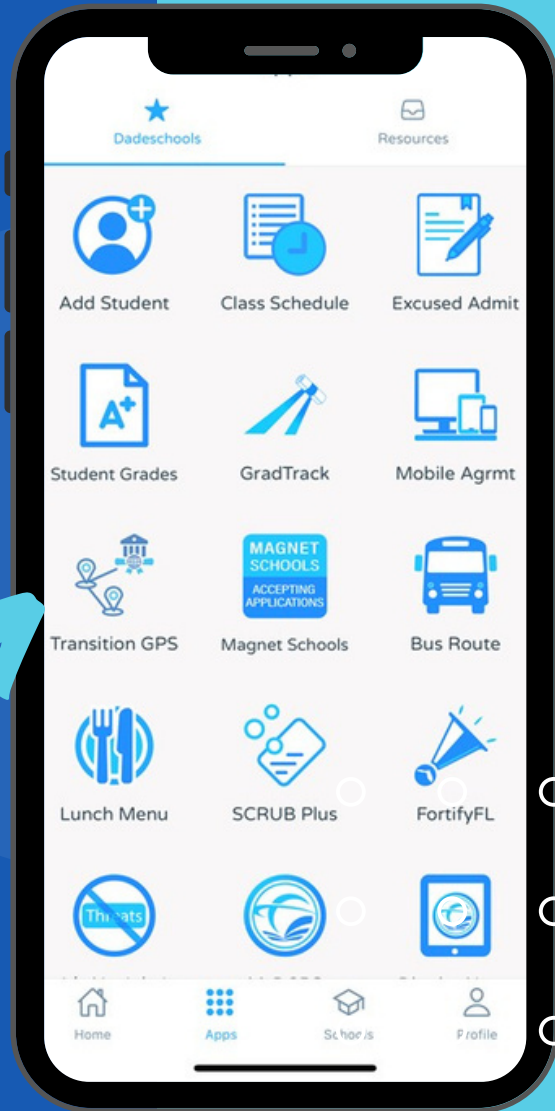 Dadeschools
Resources
Add Student
Class Schedule
Excused Admit
A+
Student Grades
GradTrack
Mobile Agrmt
MAGNET
SCHOOLS
ACCEPTING
APPLICATIONS
Transition GPS
Magnet Schools
Bus Route
Lunch Menu
SCRUB Plus
FortifyFL
Threats
Home
Apps
Schools
Profile